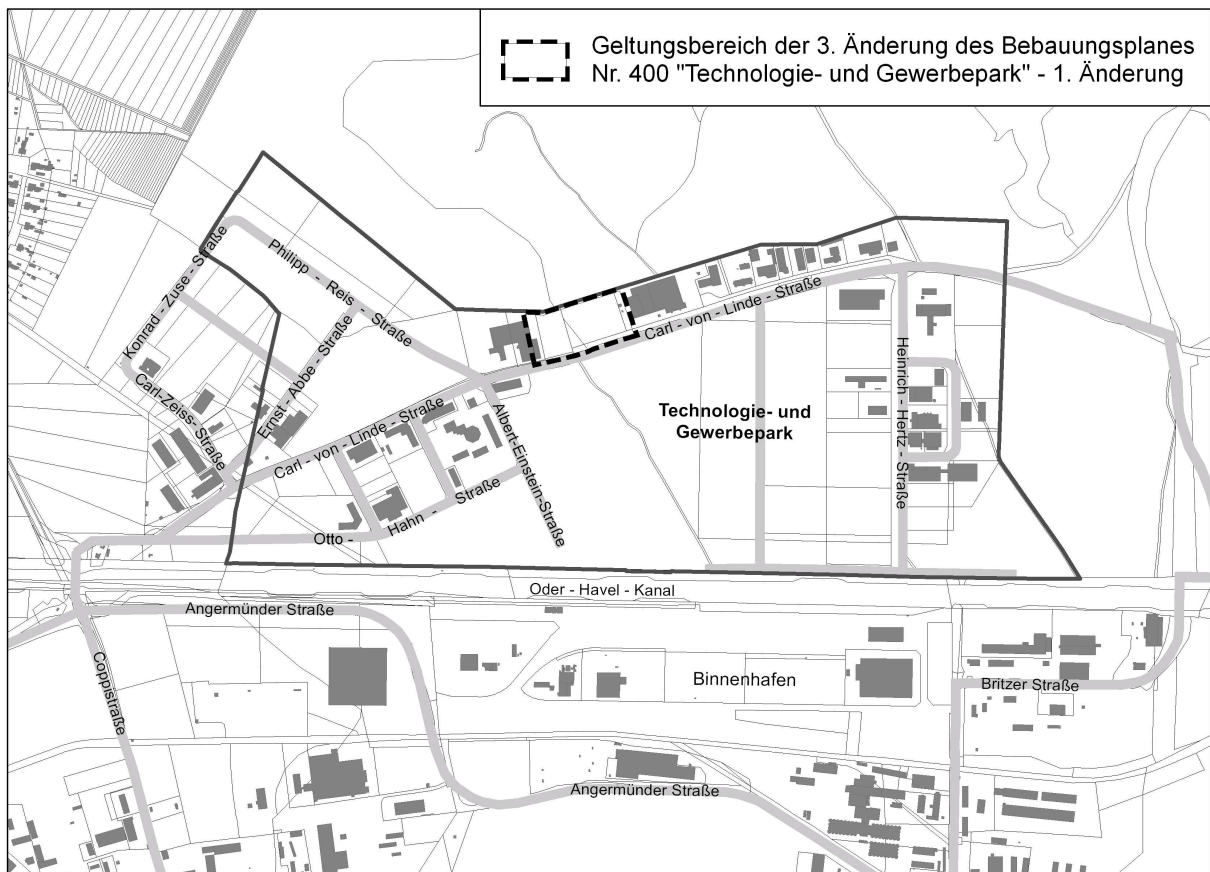 Geltungsbereich der 3. Änderung des Bebauungsplanes
Nr. 400 "Technologie- und Gewerbepark" - 1. Änderung
Konrad - Zuse - Straße
Philipp - Reis - Straße
Carl-Zeiss-Straße
Ernst - Abbe - Straße
Carl - von - Linde - Straße
Carl - von - Linde - Straße
Albert-Einstein-Straße
Otto - Hahn - Straße
Technologie- und
Gewerbepark
Heinrich - Hertz - Straße
Oder - Havel - Kanal
Angermünder Straße
Coppistraße
Binnenhafen
Britzer Straße
Angermünder Straße